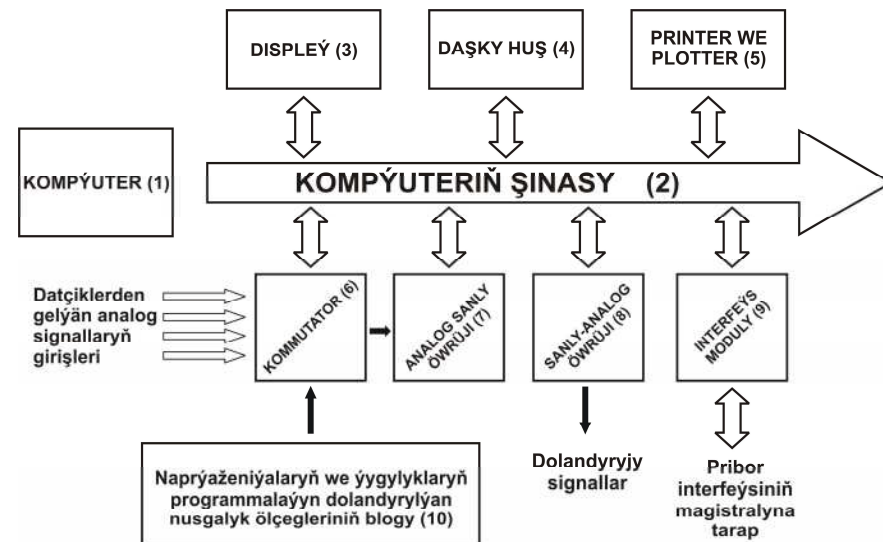 DISPLEÝ (3)
DAŞKY HUŞ (4)
PRINTER WE
PLOTTER (5)
KOMPÝUTER (1)
KOMPÝUTERIŇ ŞINASY (2)
Datçiklerden
gelýän analog
signallaryň
girişleri
KOMMUTATOR (6)
ANALOG SANLY
ÖWRÜJI (7)
SANLY-ANALOG
ÖWRÜJI (8)
INTERFEÝS
MODULY (9)
Naprýaženiýalaryň we ýygylyklaryň
programmalaýyn dolandyrylýan
nusgalyk ölçegleriniň blogy (10)
Dolandyryjy
signallar
Pribor
interfeýsiniň
magistralyna
tarap